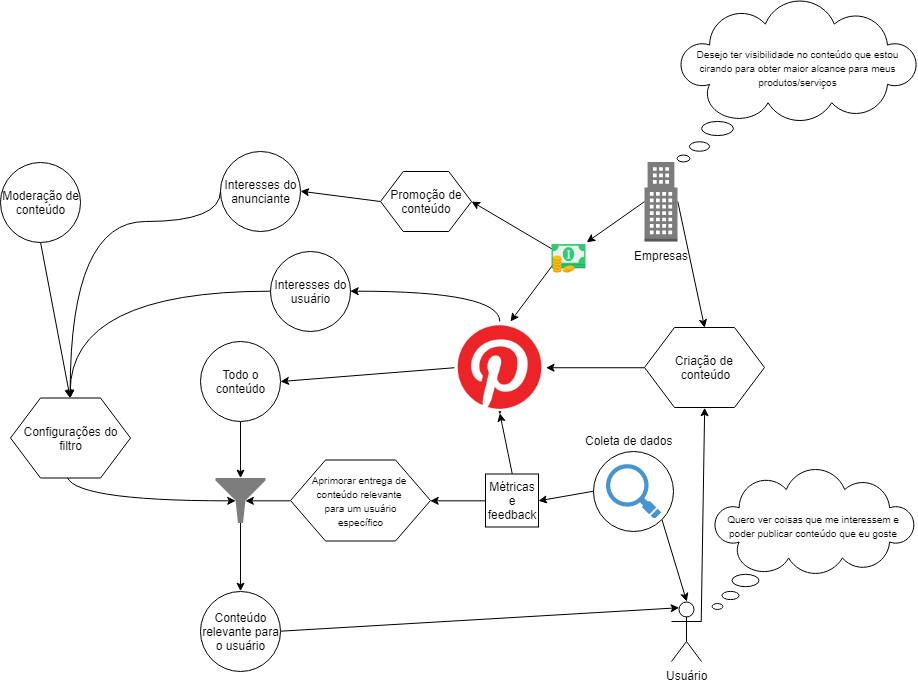 Desejo ter visibilidade no conteúdo que estou
cirando para obter maior alcance para meus
produtos/serviços
Moderação de
conteúdo
Interesses do
anunciante
Promoção de
conteúdo
Empresas
Interesses do
usuário
Todo o
conteúdo
Criação de
conteúdo
Configurações do
filtro
Coleta de dados
Aprimorar entrega de
conteúdo relevante
para um usuário
específico
Métricas
e
feedback
Quero ver coisas que me interessem e
poder publicar conteúdo que eu goste
Conteúdo
relevante para
o usuário
Usuário